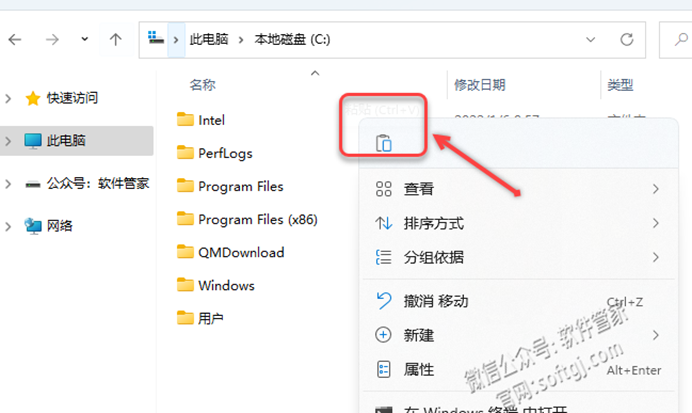 此电脑 本地磁盘 (C:)
名称 修改日期 类型
快速访问
此电脑
公众号：软件管家
网络
Intel
PerfLogs
Program Files
Program Files (x86)
QMDownload
Windows
用户
查看
排序方式
分组依据
撤消 移动 Ctrl+Z
新建
属性 Alt+Enter
在 Windows 终端 中打开
微信公众号：软件管家
官网:softgj.com